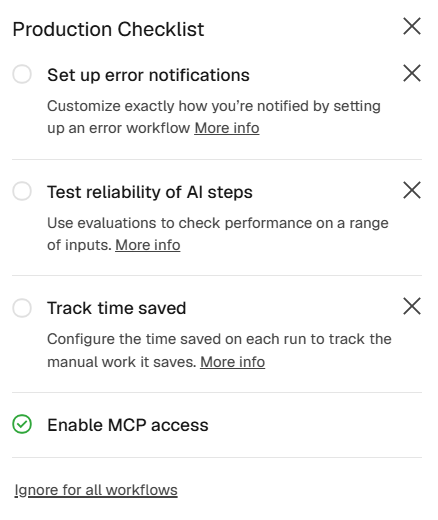 Production Checklist
Set up error notifications
Customize exactly how you're notified by setting
up an error workflow More info
Test reliability of AI steps
Use evaluations to check performance on a range
of inputs. More info
Track time saved
Configure the time saved on each run to track the
manual work it saves. More info
Enable MCP access
Ignore for all workflows